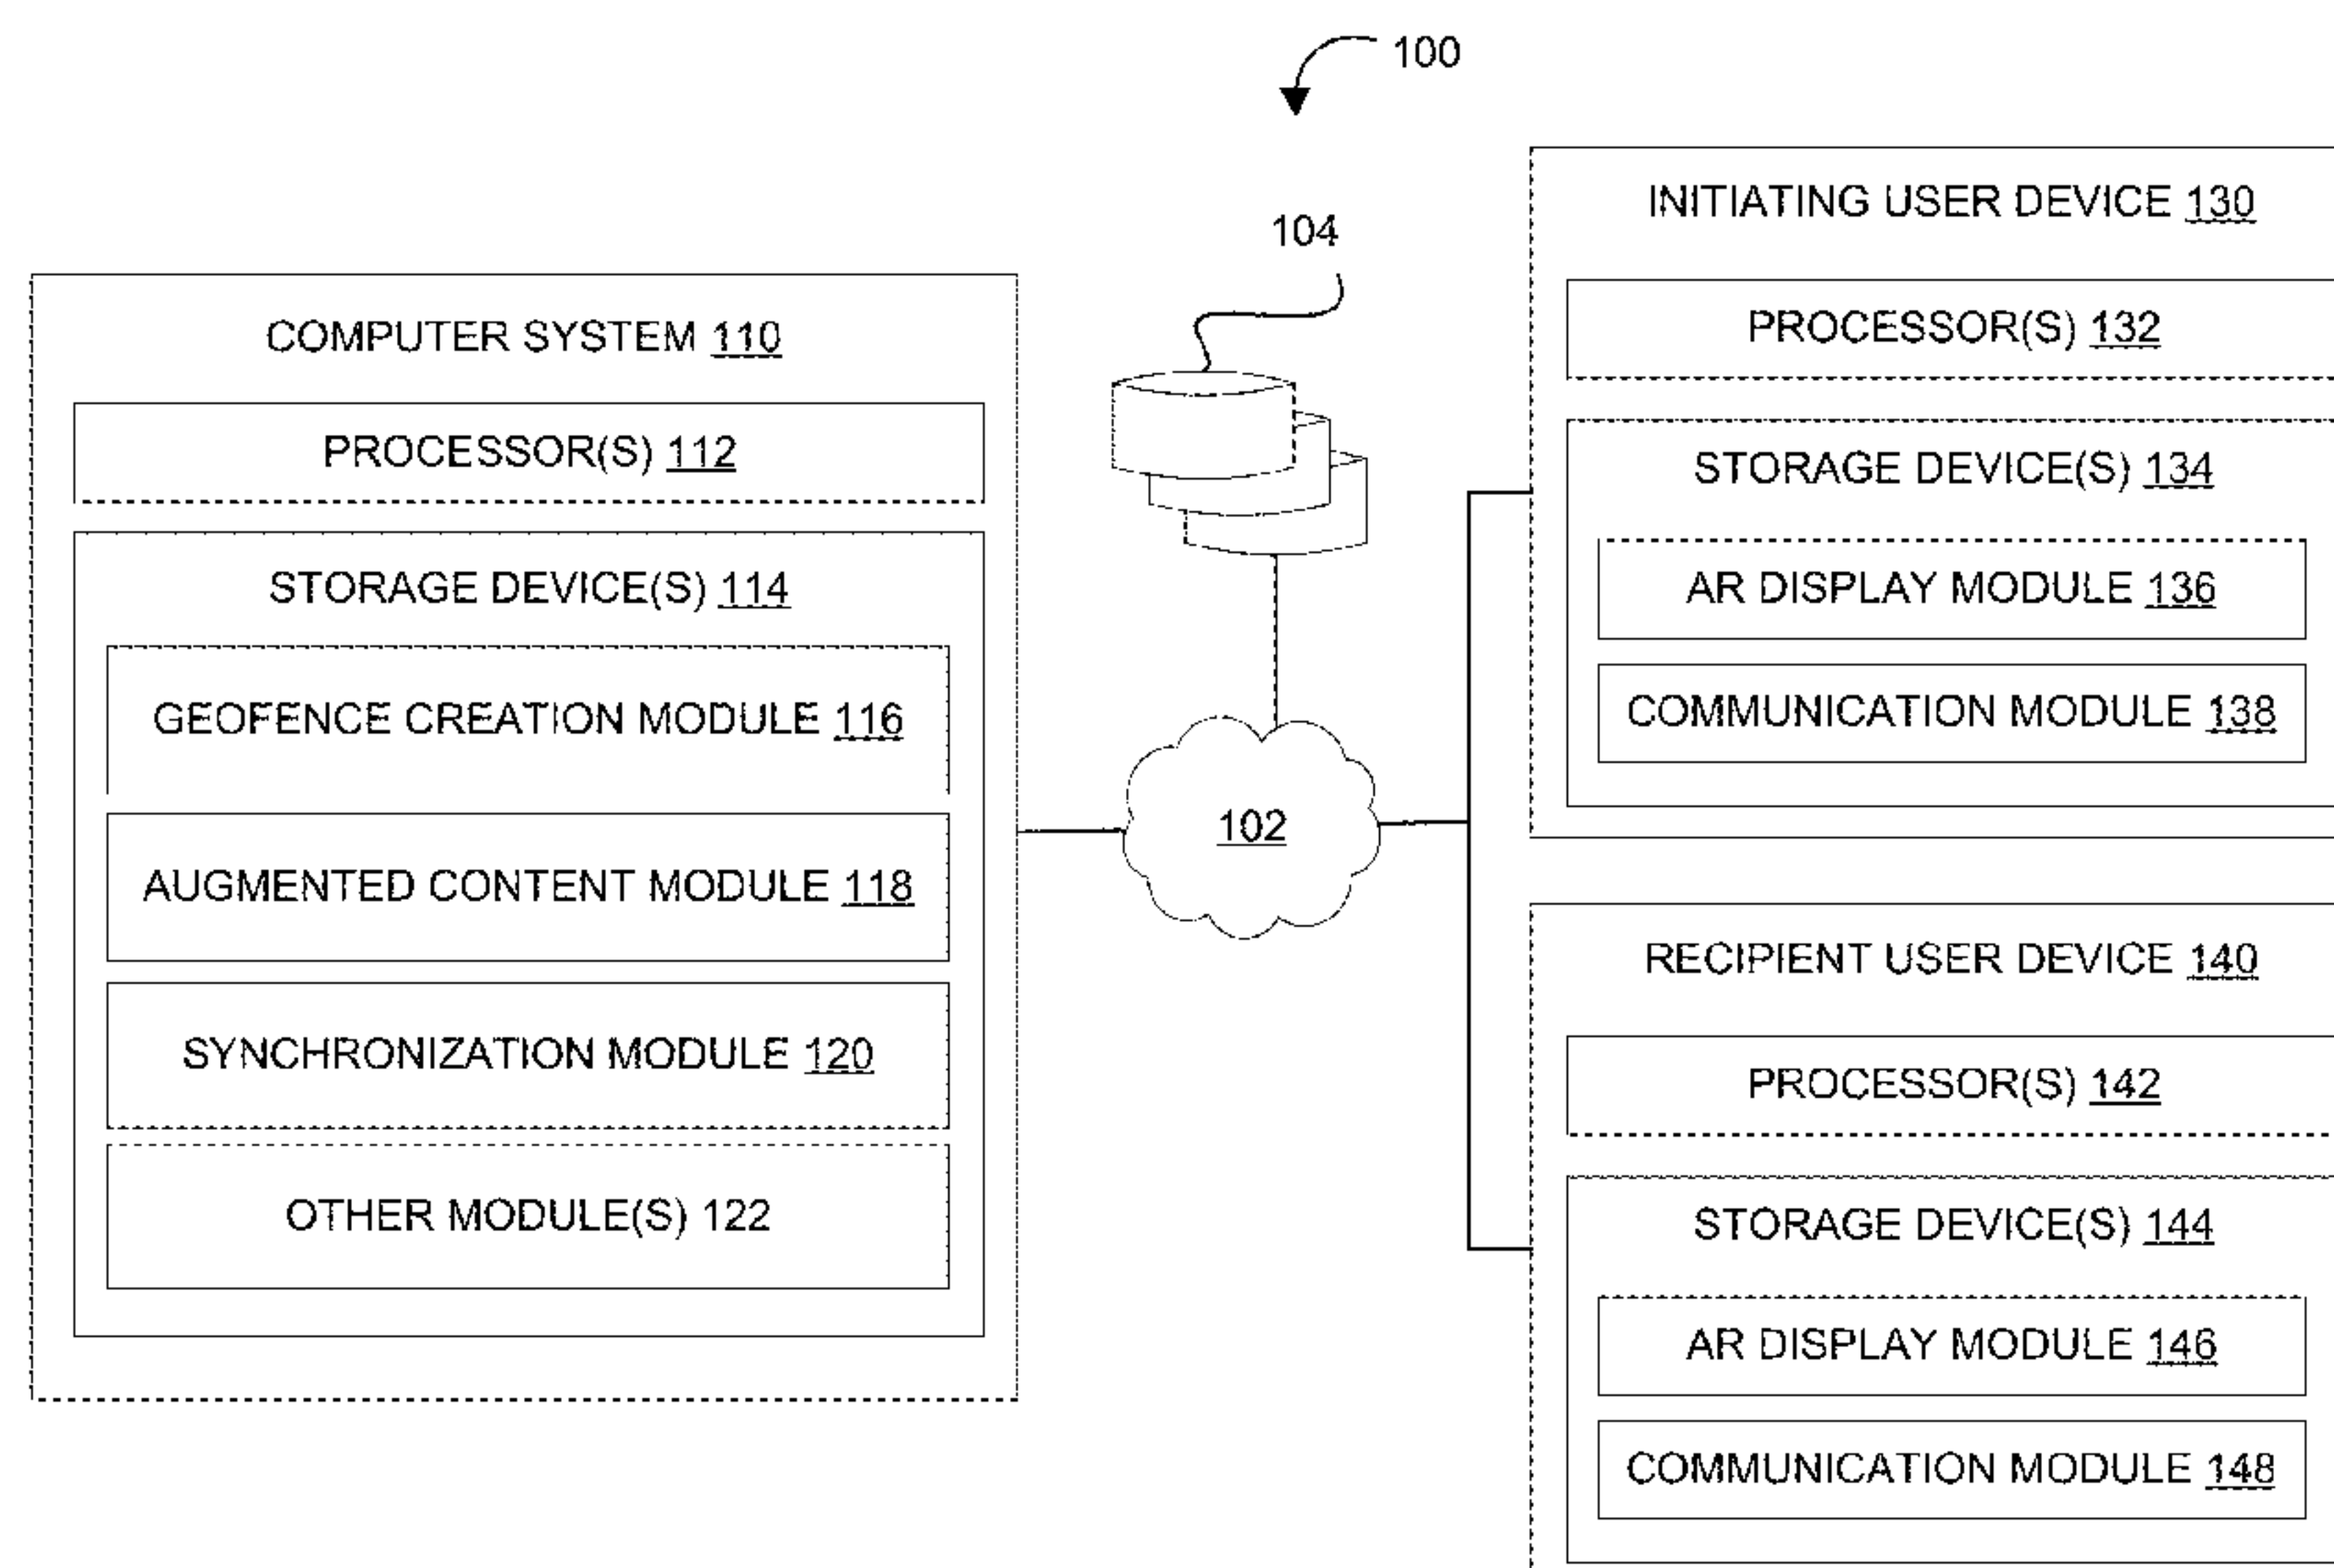 100
104
COMPUTER SYSTEM 110
PROCESSOR(S) 112
STORAGE DEVICE(S) 114
GEOFENCE CREATION MODULE 116
AUGMENTED CONTENT MODULE 118
SYNCHRONIZATION MODULE 120
OTHER MODULE(S) 122
102
INITIATING USER DEVICE 130
PROCESSOR(S) 132
STORAGE DEVICE(S) 134
AR DISPLAY MODULE 136
COMMUNICATION MODULE 138
RECIPIENT USER DEVICE 140
PROCESSOR(S) 142
STORAGE DEVICE(S) 144
AR DISPLAY MODULE 146
COMMUNICATION MODULE 148